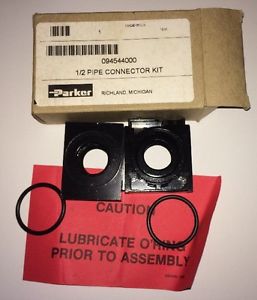 094544000
1/2 PIPE CONNECTOR KIT
Parker
RICHLAND, MICHIGAN
CAUTION
LUBRICATE O'RING
PRIOR TO ASSEMBLY